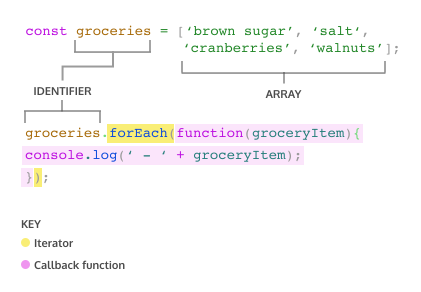 const groceries = [‘brown sugar’, ‘salt‘,
‘cranberries’, ‘walnuts’];
IDENTIFIER
ARRAY
groceries.forEach(function(groceryItem){
console.log(‘ – ‘ + groceryItem);
});
KEY
Iterator
Callback function